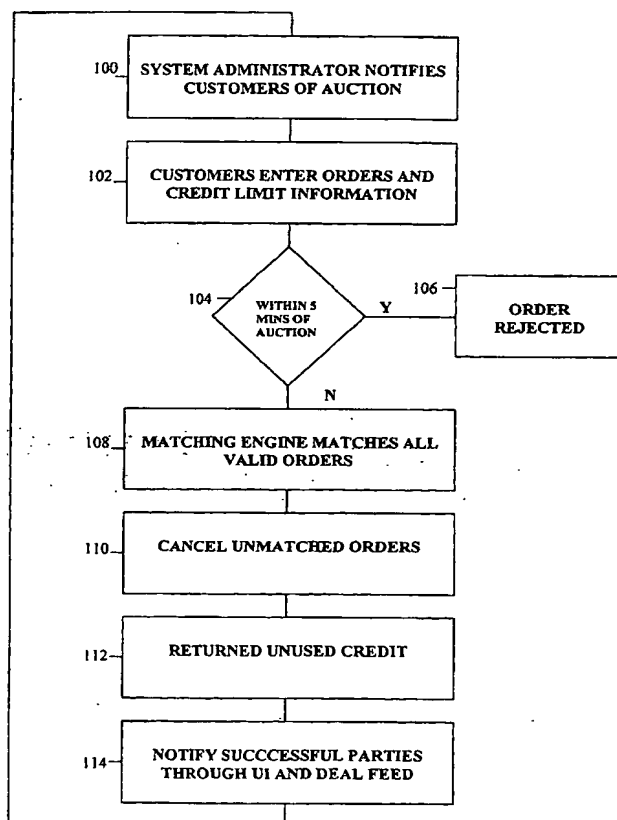 100
SYSTEM ADMINISTRATOR NOTIFIES
CUSTOMERS OF AUCTION
102
CUSTOMERS ENTER ORDERS AND
CREDIT LIMIT INFORMATION
104
WITHIN 5
MINS OF
AUCTION
Y
106
ORDER
REJECTED
N
108
MATCHING ENGINE MATCHES ALL
VALID ORDERS
110
CANCEL UNMATCHED ORDERS
112
RETURNED UNUSED CREDIT
114
NOTIFY SUCCCESSFUL PARTIES
THROUGH UI AND DEAL FEED